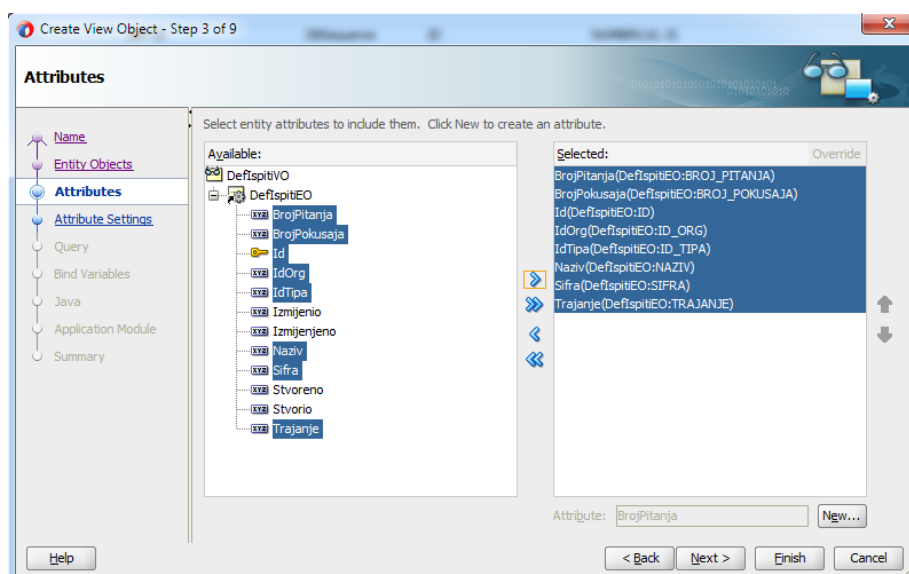 Create View Object - Step 3 of 9
Attributes
Name
Entity Objects
Attributes
Attribute Settings
Query
Bind Variables
Java
Application Module
Summary
Select entity attributes to include them. Click New to create an attribute.
Available:
DefIspitiVO
DefIspitiEO
BrojPitanja
BrojPokusaja
Id
IdOrg
IdTipa
Izmijenio
Izmijenjeno
Naziv
Sifra
Stvoreno
Stvorio
Trajanje
Selected: Override
BrojPitanja(DefIspitiEO:BROJ_PITANJA)
BrojPokusaja(DefIspitiEO:BROJ_POKUSAJA)
Id(DefIspitiEO:ID)
IdOrg(DefIspitiEO:ID_ORG)
IdTipa(DefIspitiEO:ID_TIPA)
Naziv(DefIspitiEO:NAZIV)
Sifra(DefIspitiEO:SIFRA)
Trajanje(DefIspitiEO:TRAJANJE)
Attribute: BrojPitanja New...
Help < Back Next > Finish Cancel